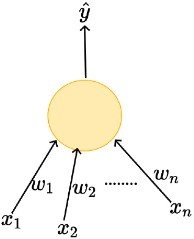 ŷ
w₁ w₂ ........ wₙ
x₁ x₂ xₙ